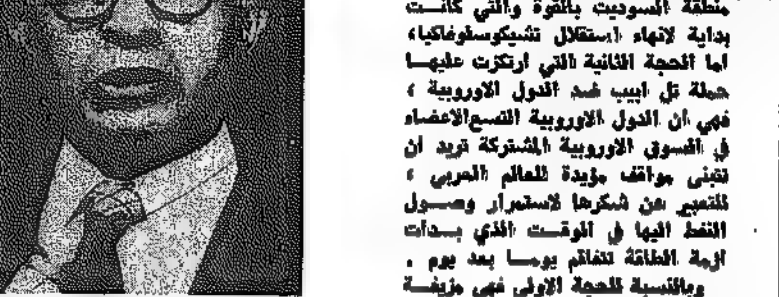 منطقة السوديت بالقوة والتي كانت
بداية لانهاء استقلال تشيكوسلوفاكيا،
اما الحجة الثانية التي ارتكزت عليها
حملة تل ابيب ضد الدول الاوروبية ،
فهي ان الدول الاوروبية التسع الاعضاء
في السوق الاوروبية المشتركة تريد ان
تتبنى مواقف مؤيدة للعالم العربي ،
للتعبير عن شكرها لاستمرار وصول
النفط اليها في الوقت الذي بدات
ازمة الطاقة تتفاقم يوما بعد يوم .
وبالنسبة للحجة الاولى فهي مزيفة